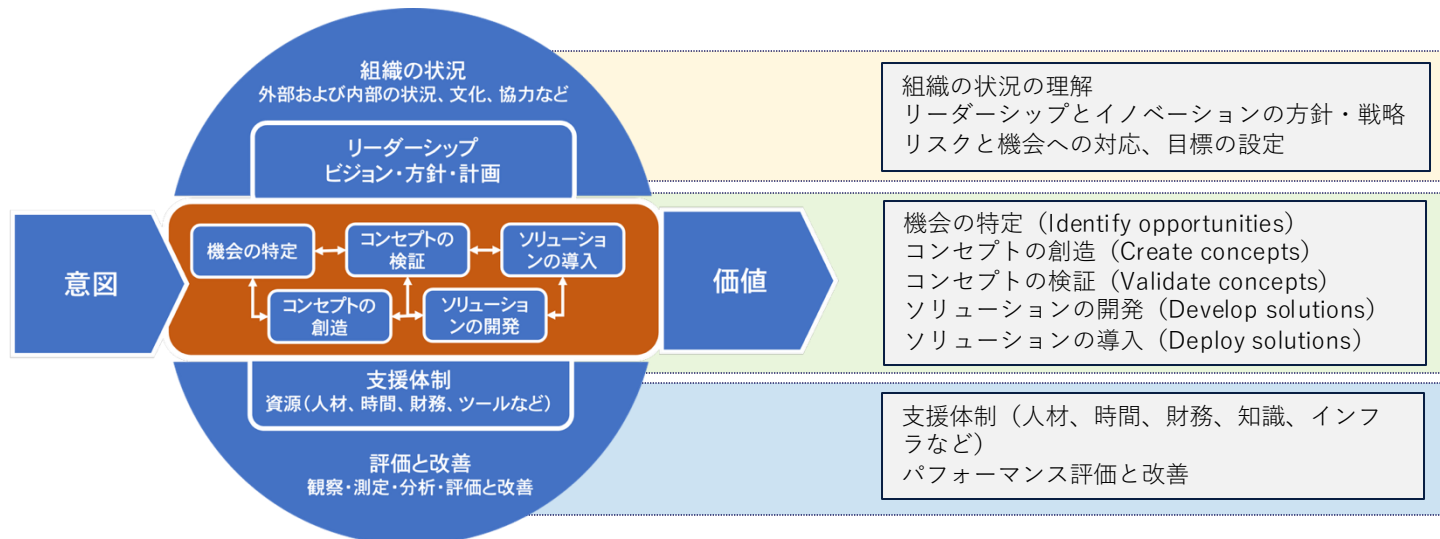 組織の状況
外部および内部の状況、文化、協力など
リーダーシップ
ビジョン・方針・計画
意図
機会の特定
コンセプトの
検証
ソリューショ
ンの導入
コンセプトの
創造
ソリューショ
ンの開発
価値
支援体制
資源(人材、時間、財務、ツールなど)
評価と改善
観察・測定・分析・評価と改善
組織の状況の理解
リーダーシップとイノベーションの方針・戦略
リスクと機会への対応、目標の設定
機会の特定（Identify opportunities）
コンセプトの創造（Create concepts）
コンセプトの検証（Validate concepts）
ソリューションの開発（Develop solutions）
ソリューションの導入（Deploy solutions）
支援体制（人材、時間、財務、知識、インフ
ラなど）
パフォーマンス評価と改善